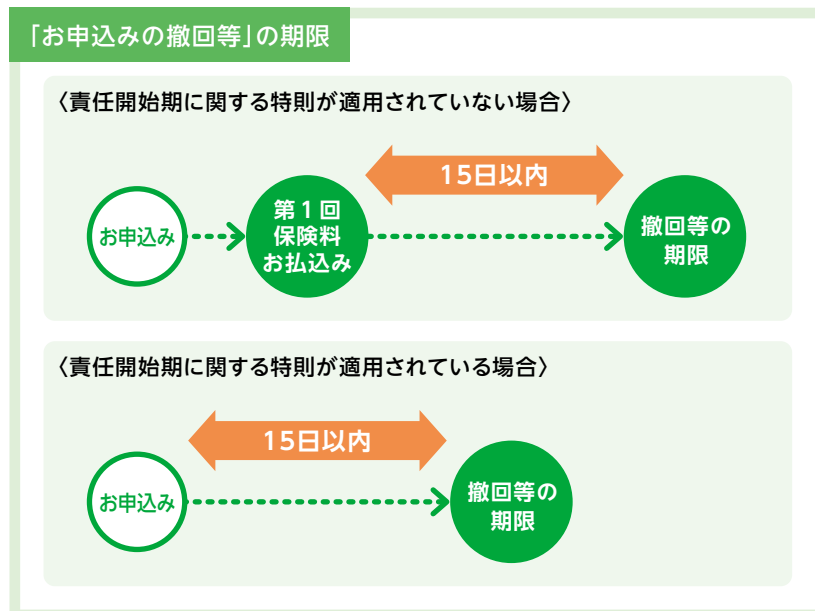 「お申込みの撤回等」の期限
〈責任開始期に関する特則が適用されていない場合〉
15日以内
お申込み
第1回
保険料
お払込み
撤回等の
期限
〈責任開始期に関する特則が適用されている場合〉
15日以内
お申込み
撤回等の
期限